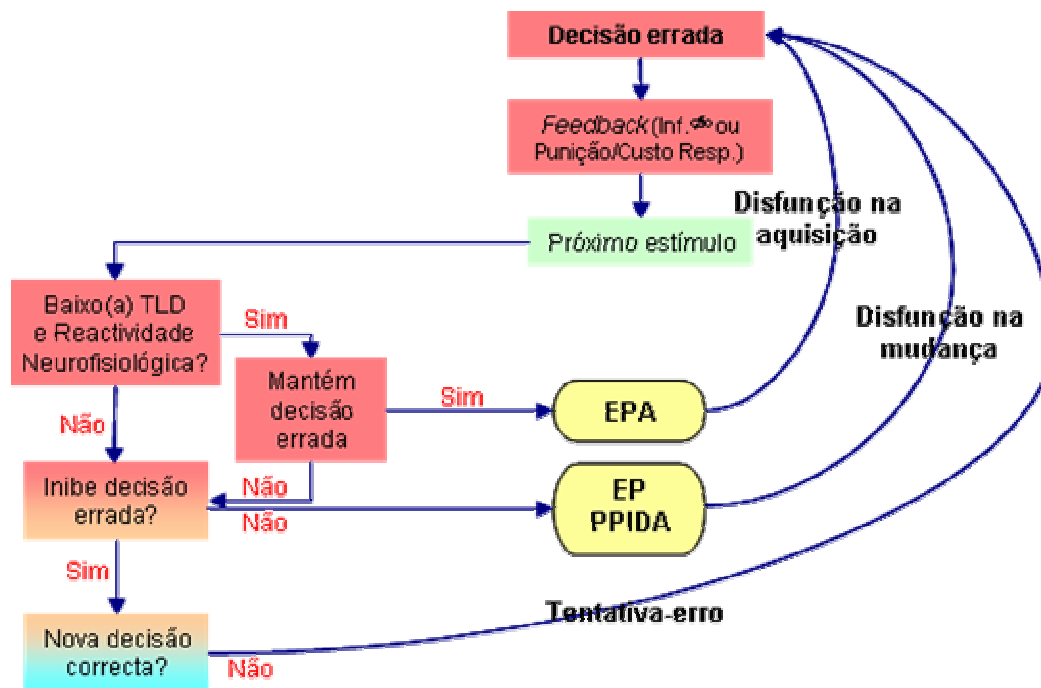 Decisão errada
Feedback (Inf. ou
Punição/Custo Resp.)
Disfunção na
aquisição
Próximo estímulo
Baixo(a) TLD
e Reactividade
Neurofisiológica?
Sim
Disfunção na
mudança
Mantém
decisão
errada
Sim
EPA
Não
Inibe decisão
errada?
Não
Não
EP
PPIDA
Sim
Tentativa-erro
Nova decisão
correcta?
Não